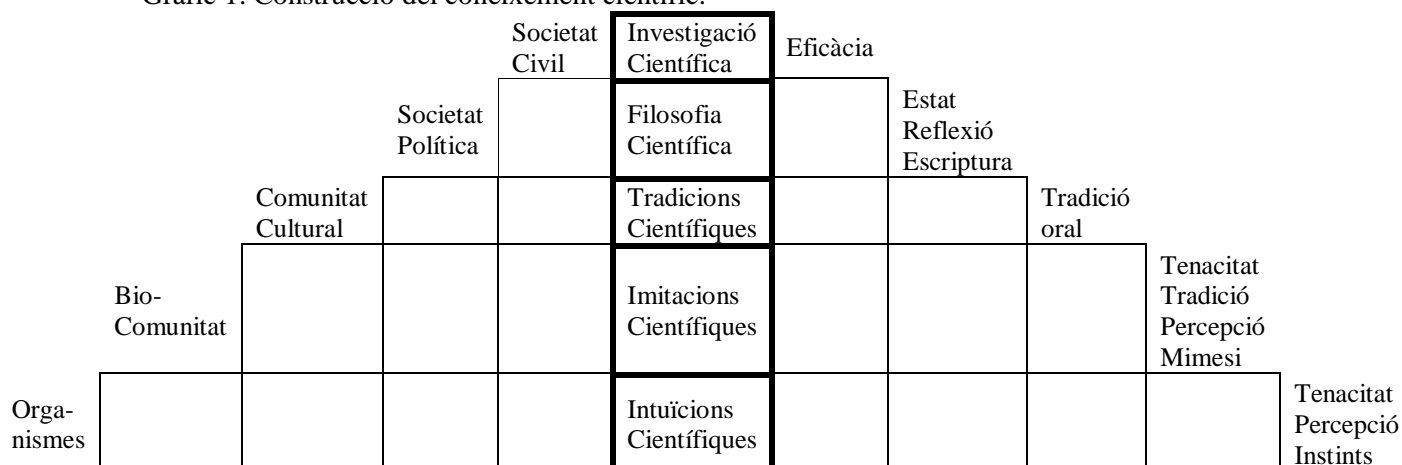 Gràfic 1. Construcció del coneixement científic.
Societat
Civil
Investigació
Científica
Eficàcia
Societat
Política
Filosofia
Científica
Estat
Reflexió
Escriptura
Comunitat
Cultural
Tradicions
Científiques
Tradició
oral
Bio-
Comunitat
Imitacions
Científiques
Tenacitat
Tradició
Percepció
Mimesi
Orga-
nismes
Intuïcions
Científiques
Tenacitat
Percepció
Instints